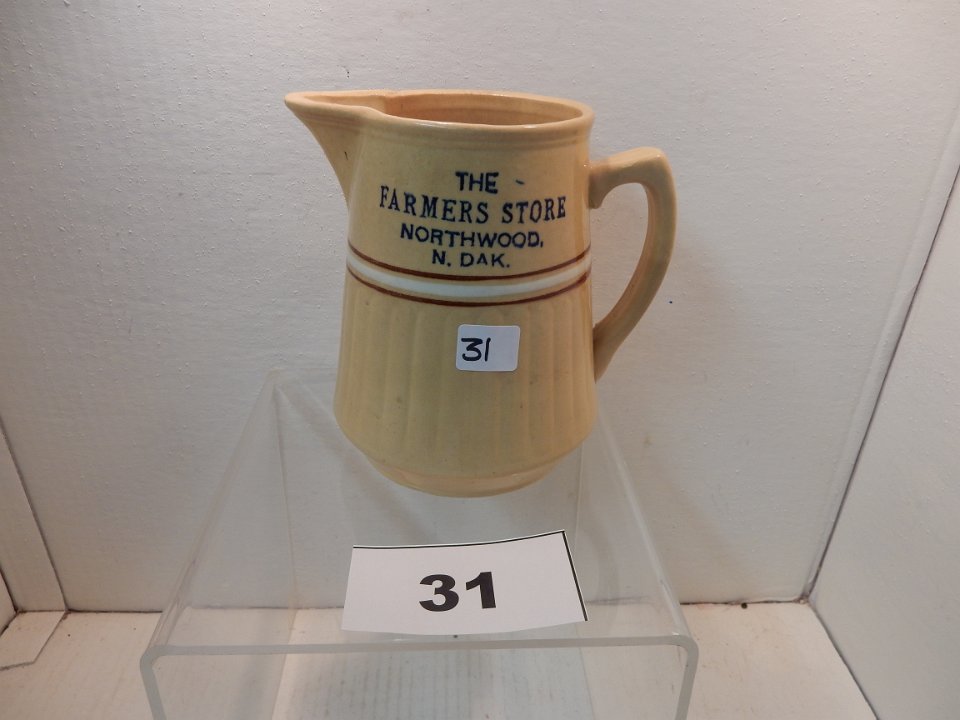 THE
FARMERS STORE
NORTHWOOD,
N. DAK.
31
31